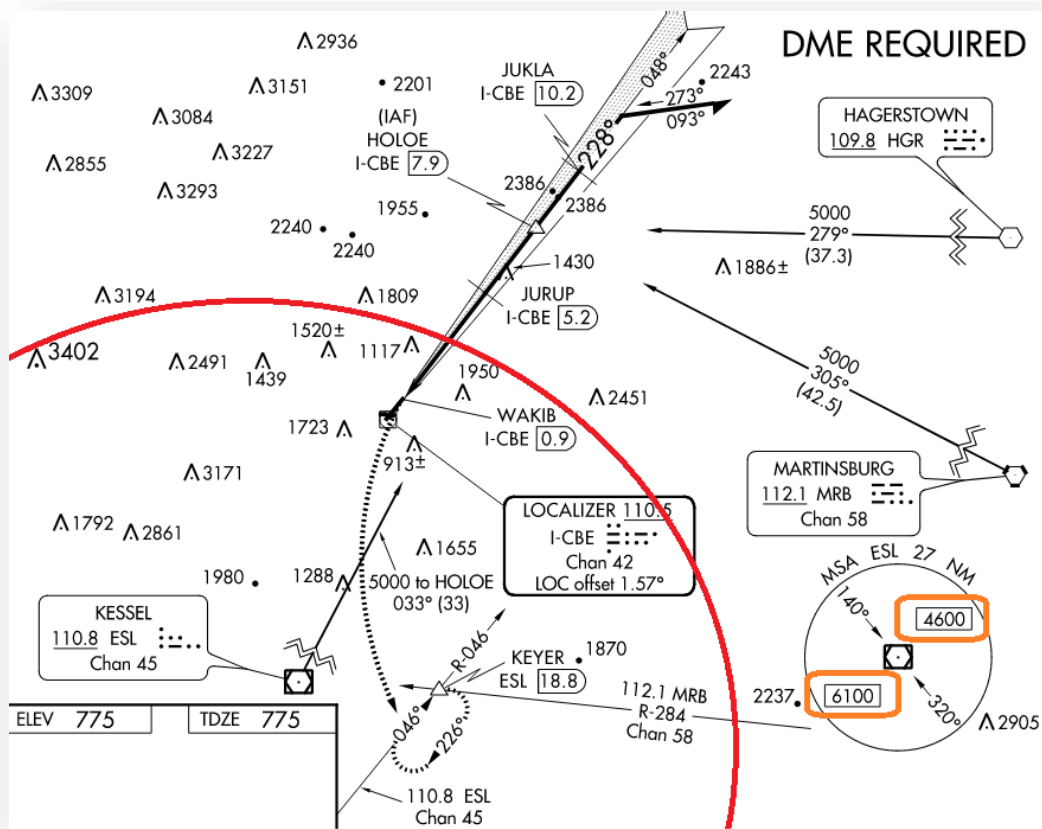 DME REQUIRED
2936
3309
3151
2201
JUKLA
I-CBE 10.2
048°
2243
273°
093°
3084
(IAF)
HOLOE
I-CBE 7.9
228°
HAGERSTOWN
109.8 HGR
2855
3227
3293
2386
2386
1955
2240
2240
5000
279°
(37.3)
1430
1886±
3194
1809
JURUP
I-CBE 5.2
1520±
1117
3402
2491
1439
1950
2451
5000
305°
(42.5)
1723
WAKIB
I-CBE 0.9
913±
3171
MARTINSBURG
112.1 MRB
Chan 58
1792
2861
LOCALIZER 110.5
I-CBE
Chan 42
LOC offset 1.57°
1655
1980
1288
5000 to HOLOE
033° (33)
MSA ESL 27 NM
140°
4600
6100
320°
KESSEL
110.8 ESL
Chan 45
R-046
KEYER
ESL 18.8
1870
112.1 MRB
R-284
Chan 58
2237
2905
ELEV 775
TDZE 775
046°
226°
110.8 ESL
Chan 45